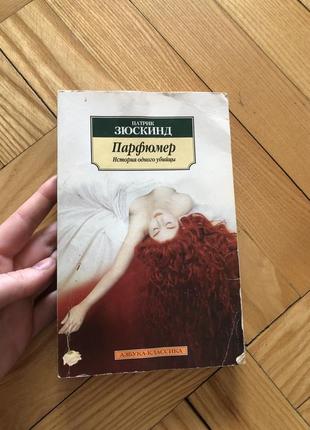 ПАТРИК
ЗЮСКИНД
Парфюмер
История одного убийцы
АЗБУКА-КЛАССИКА